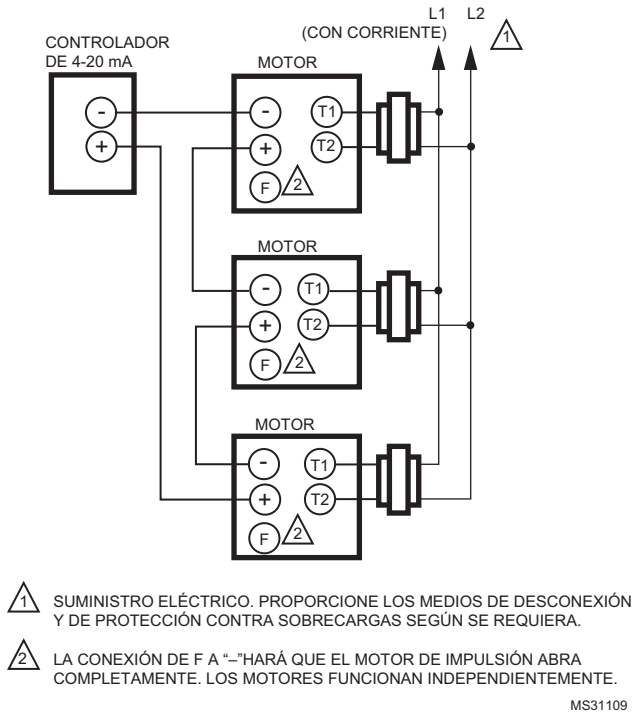 L1 L2
(CON CORRIENTE)
1
CONTROLADOR
DE 4-20 mA
MOTOR
- - T1
+ + T2
F 2
MOTOR
- T1
+ T2
F 2
MOTOR
- T1
+ T2
F 2
1 SUMINISTRO ELÉCTRICO. PROPORCIONE LOS MEDIOS DE DESCONEXIÓN
Y DE PROTECCIÓN CONTRA SOBRECARGAS SEGÚN SE REQUIERA.
2 LA CONEXIÓN DE F A “–”HARÁ QUE EL MOTOR DE IMPULSIÓN ABRA
COMPLETAMENTE. LOS MOTORES FUNCIONAN INDEPENDIENTEMENTE.
MS31109